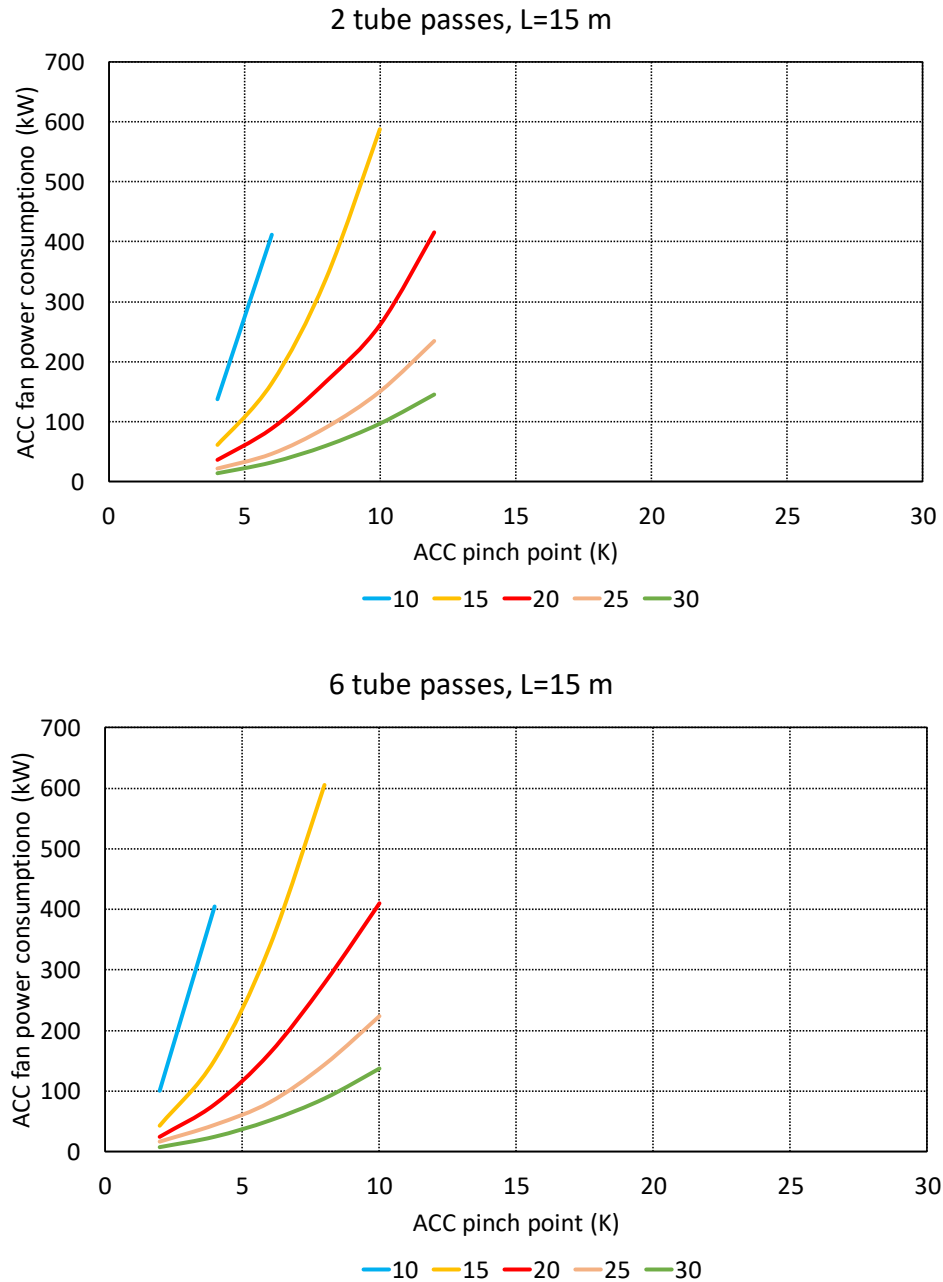 2 tube passes, L=15 m
ACC fan power consumptiono (kW)
700
600
500
400
300
200
100
0
0 5 10 15 20 25 30
ACC pinch point (K)
10 15 20 25 30
6 tube passes, L=15 m
ACC fan power consumptiono (kW)
700
600
500
400
300
200
100
0
0 5 10 15 20 25 30
ACC pinch point (K)
10 15 20 25 30